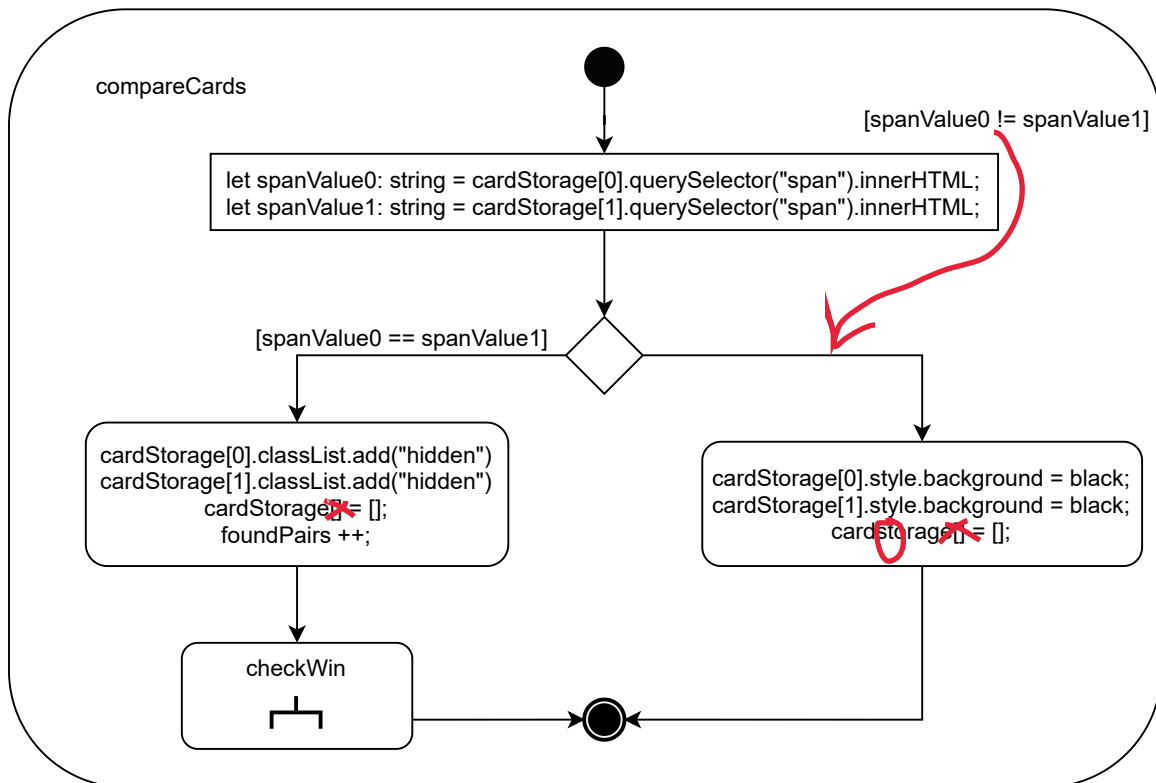 compareCards
[spanValue0 != spanValue1]
let spanValue0: string = cardStorage[0].querySelector("span").innerHTML;
let spanValue1: string = cardStorage[1].querySelector("span").innerHTML;
[spanValue0 == spanValue1]
cardStorage[0].classList.add("hidden")
cardStorage[1].classList.add("hidden")
cardStorage[] = [];
foundPairs ++;
cardStorage[0].style.background = black;
cardStorage[1].style.background = black;
cardstorage[] = [];
checkWin